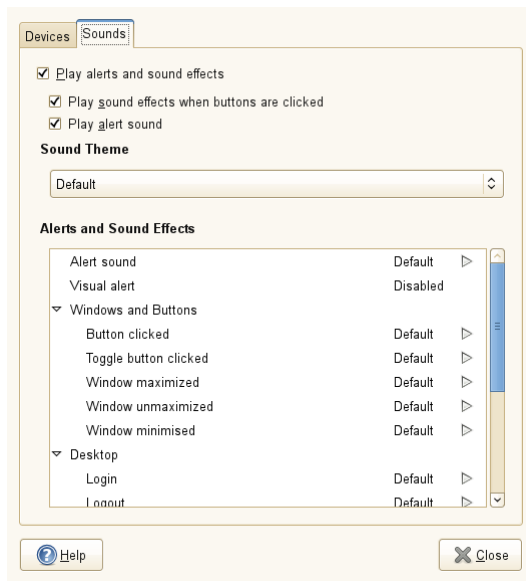 Devices Sounds
Play alerts and sound effects
Play sound effects when buttons are clicked
Play alert sound
Sound Theme
Default
Alerts and Sound Effects
Alert sound Default
Visual alert Disabled
Windows and Buttons
Button clicked Default
Toggle button clicked Default
Window maximized Default
Window unmaximized Default
Window minimised Default
Desktop
Login Default
Logout Default
Help Close